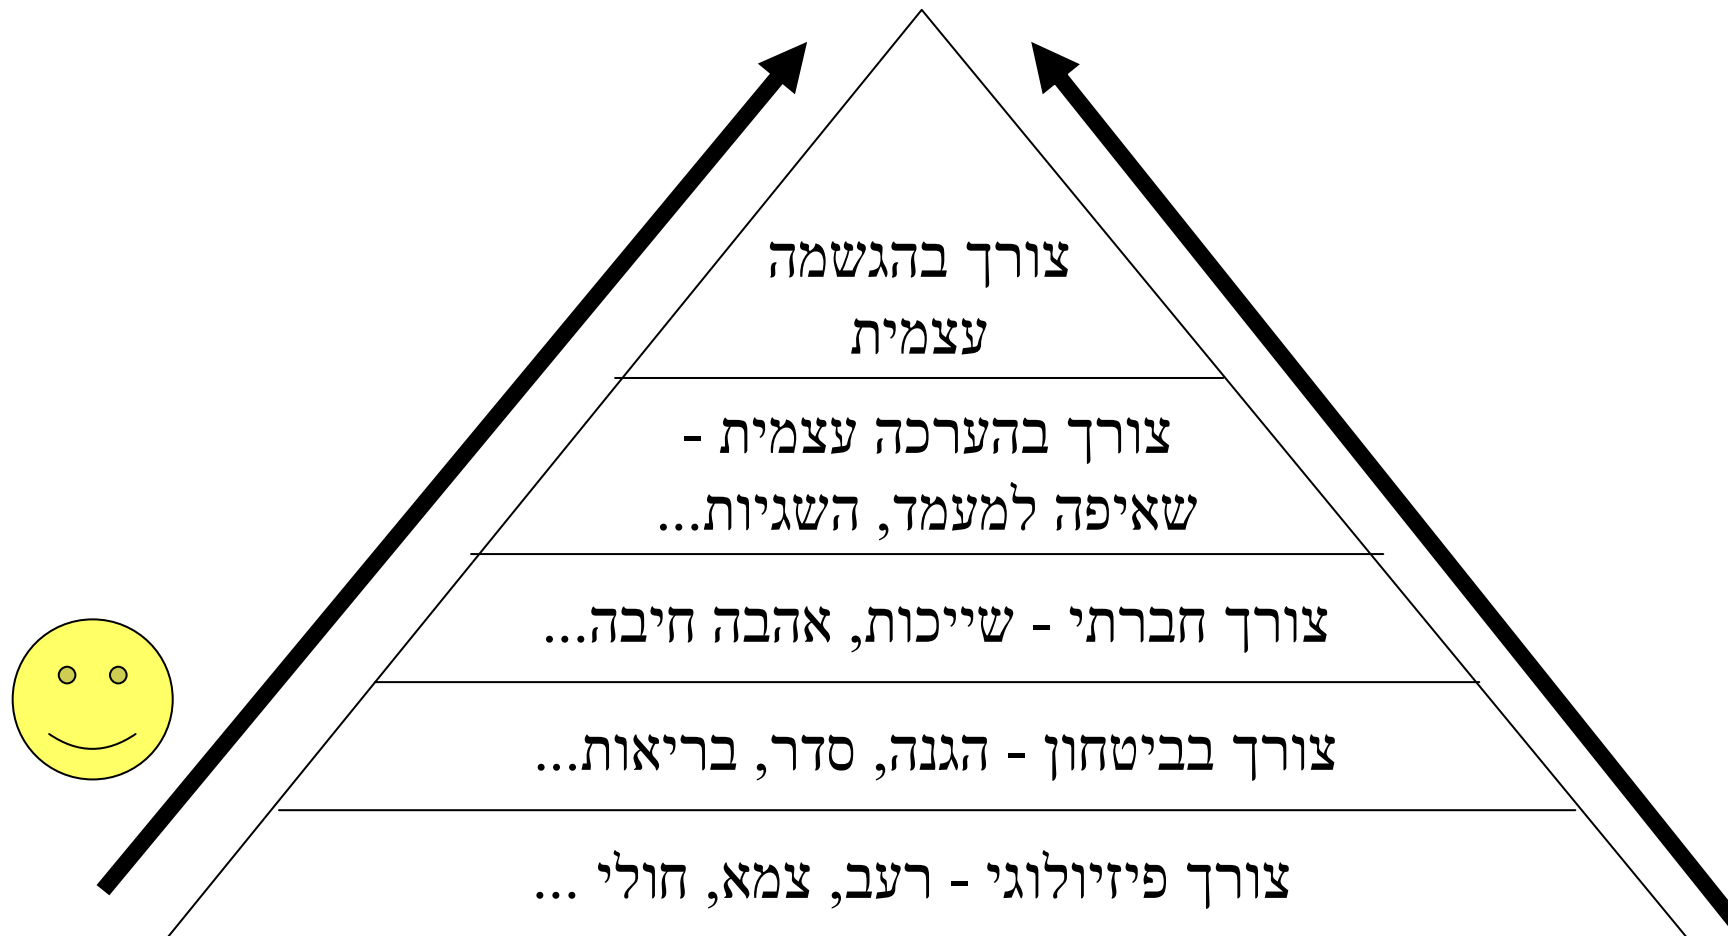 צורך בהגשמה
עצמית
צורך בהערכה עצמית -
שאיפה למעמד, השגיות...
צורך חברתי - שייכות, אהבה חיבה...
צורך בביטחון - הגנה, סדר, בריאות...
צורך פיזיולוגי - רעב, צמא, חולי ...